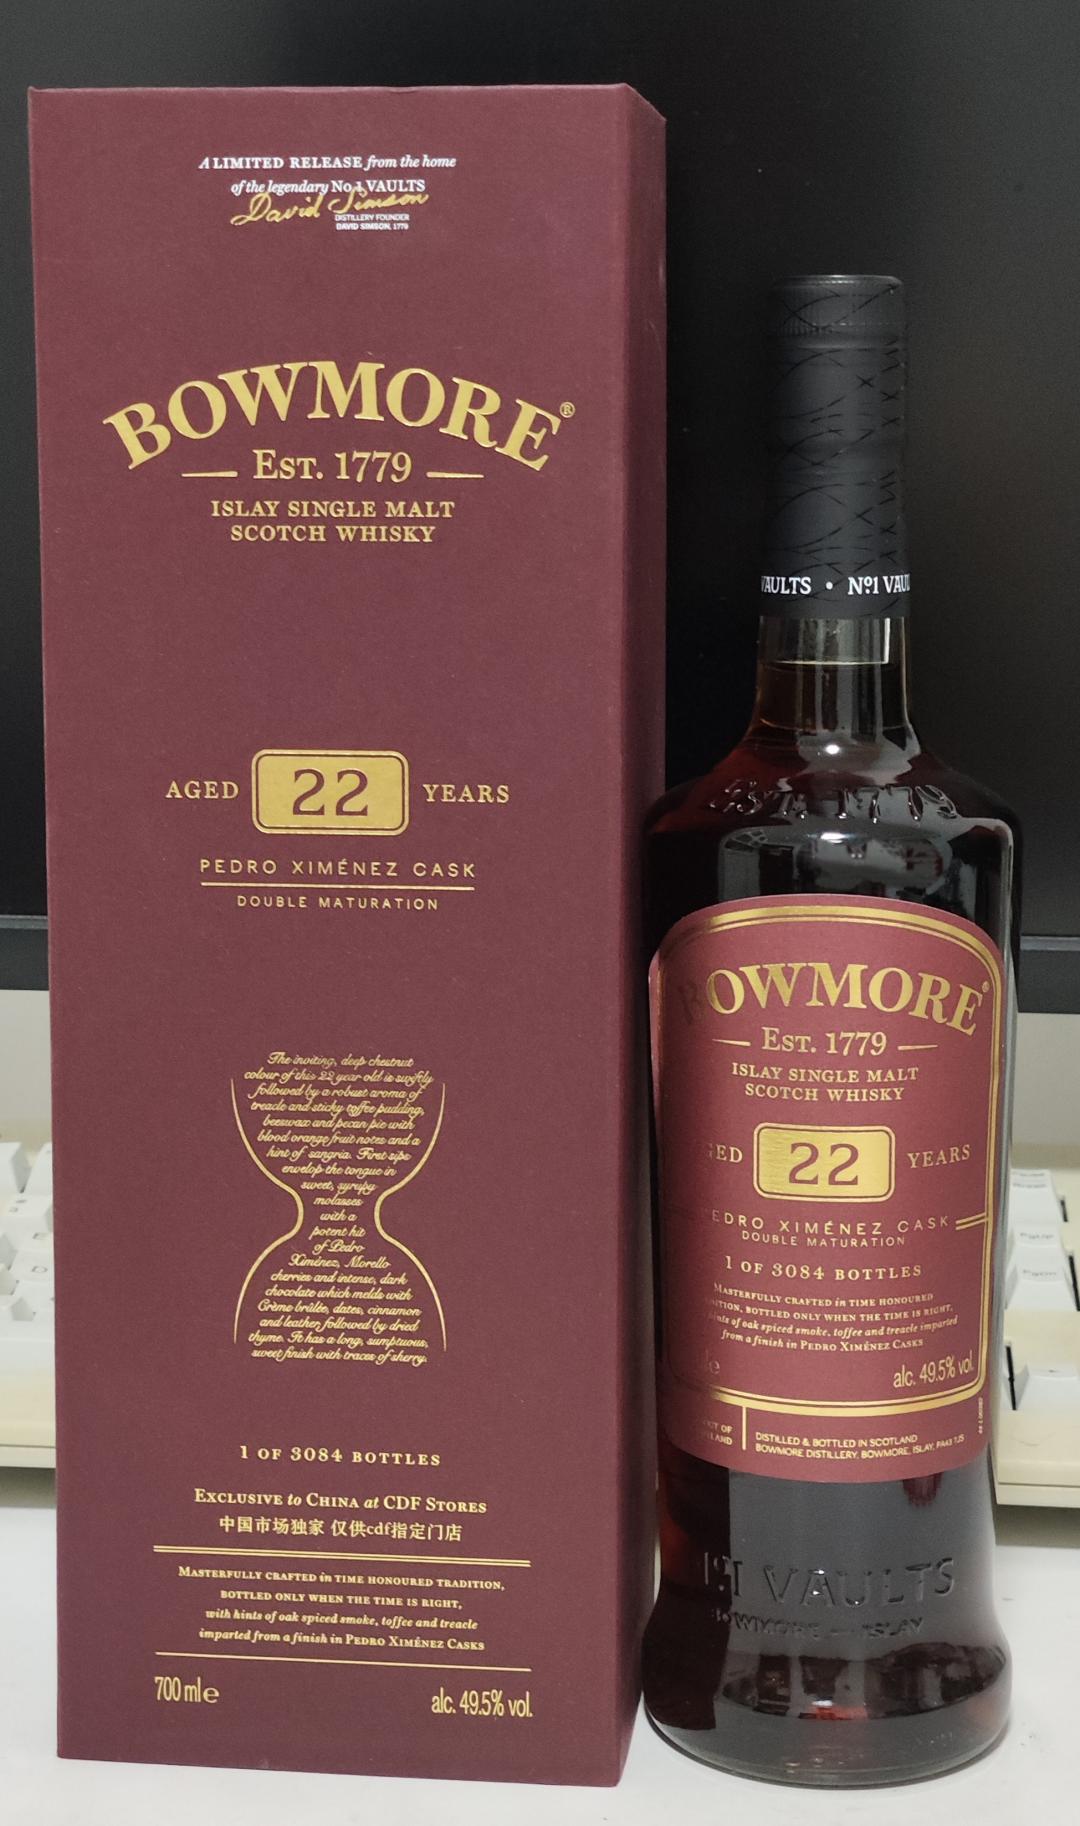 A LIMITED RELEASE from the home
of the legendary No.1 VAULTS
David Simson
DISTILLERY FOUNDER
DAVID SIMSON, 1779
BOWMORE®
EST. 1779
ISLAY SINGLE MALT
SCOTCH WHISKY
AGED 22 YEARS
PEDRO XIMÉNEZ CASK
DOUBLE MATURATION
The inviting, deep chestnut
colour of this 22 year old is swiftly
followed by a robust aroma of
treacle and sticky toffee pudding,
beeswax and pecan pie with
blood orange fruit notes and a
hint of sangria. First sips
envelop the tongue in
sweet, syrupy
molasses
with a
potent hit
of Pedro
Ximénez, Morello
cherries and intense, dark
chocolate which melds with
Crème brûlée, dates, cinnamon
and leather, followed by dried
thyme. It has a long, sumptuous,
sweet finish with traces of sherry.
1 OF 3084 BOTTLES
EXCLUSIVE to CHINA at CDF STORES
中国市场独家 仅供cdf指定门店
MASTERFULLY CRAFTED in TIME HONOURED TRADITION,
BOTTLED ONLY WHEN THE TIME IS RIGHT,
with hints of oak spiced smoke, toffee and treacle
imparted from a finish in PEDRO XIMÉNEZ CASKS
700 ml e
alc. 49.5% vol.
VAULTS • Nº1 VAU
EST. 1779
BOWMORE®
EST. 1779
ISLAY SINGLE MALT
SCOTCH WHISKY
GED 22 YEARS
EDRO XIMÉNEZ CASK
DOUBLE MATURATION
1 OF 3084 BOTTLES
MASTERFULLY CRAFTED in TIME HONOURED
ITION, BOTTLED ONLY WHEN THE TIME IS RIGHT,
ints of oak spiced smoke, toffee and treacle imparted
from a finish in PEDRO XIMÉNEZ CASKS
l e
alc. 49.5% vol.
CT OF
LAND
DISTILLED & BOTTLED IN SCOTLAND
BOWMORE DISTILLERY, BOWMORE, ISLAY, PA43 7JS
Nº1 VAULTS
BOWMORE — ISLAY